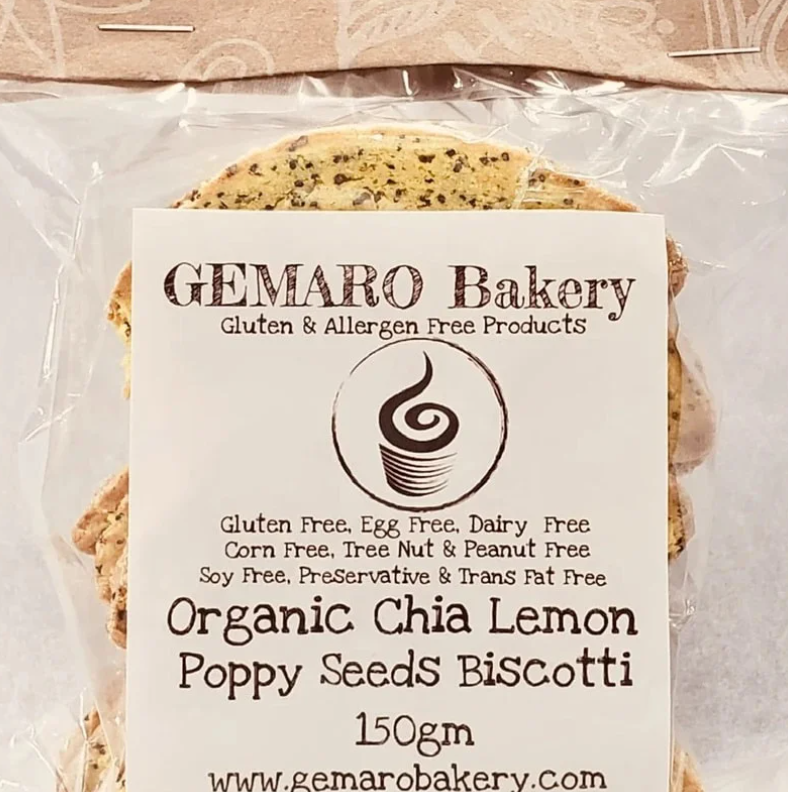 GEMARO Bakery
Gluten & Allergen Free Products
Gluten Free, Egg Free, Dairy Free
Corn Free, Tree Nut & Peanut Free
Soy Free, Preservative & Trans Fat Free
Organic Chia Lemon
Poppy Seeds Biscotti
150gm
www.gemarobakery.com